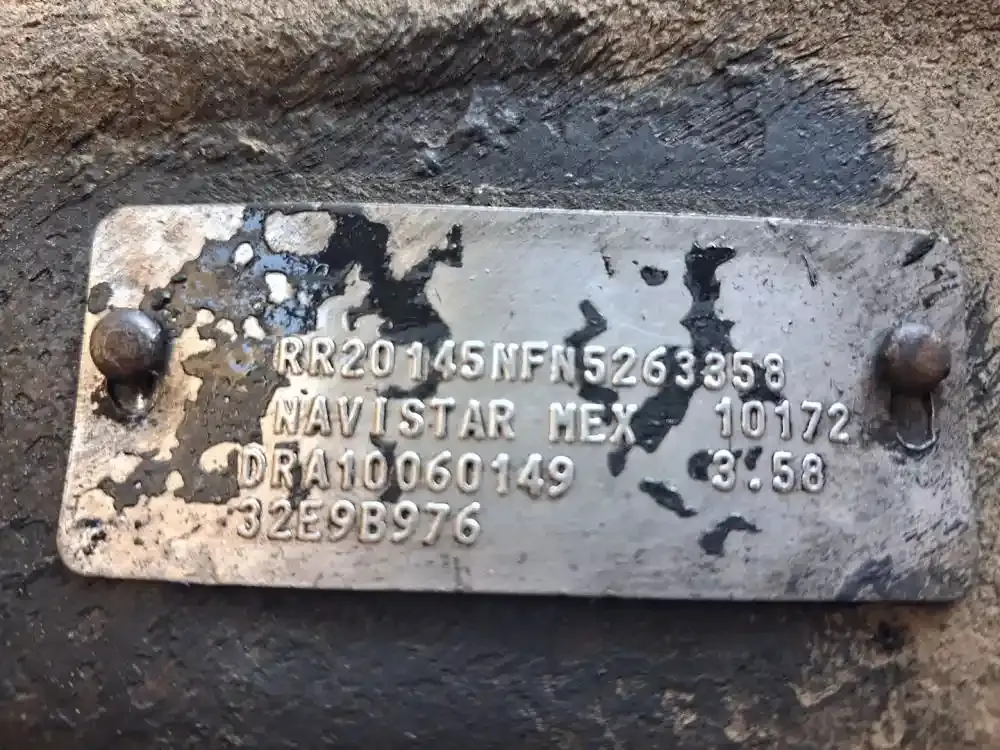 RR20145NFN5263358
NAVISTAR MEX 10172
DRA10060149 3.58
32E9B976